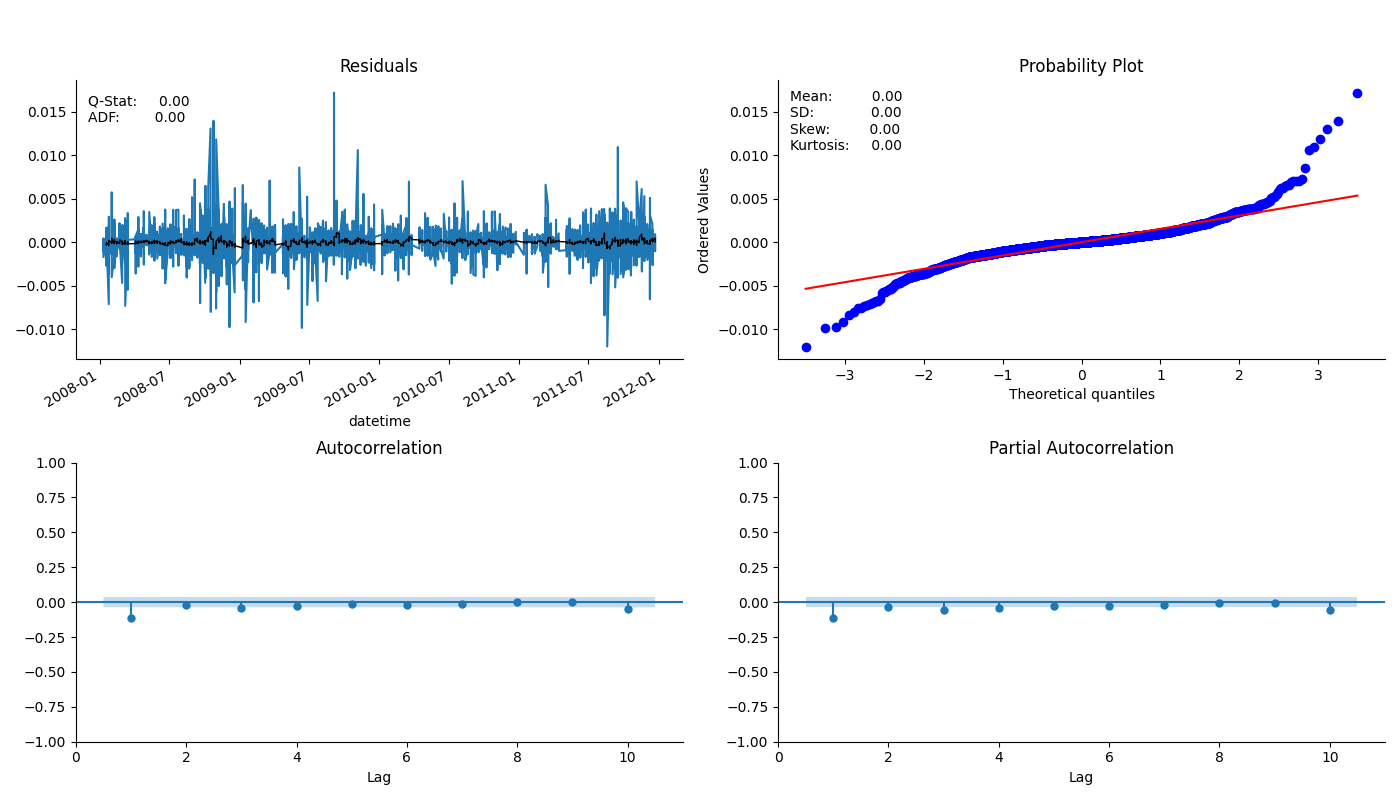 Residuals
Q-Stat: 0.00
ADF: 0.00
0.015
0.010
0.005
0.000
−0.005
−0.010
2008-01
2008-07
2009-01
2009-07
2010-01
2010-07
2011-01
2011-07
2012-01
datetime
Probability Plot
Mean: 0.00
SD: 0.00
Skew: 0.00
Kurtosis: 0.00
Ordered Values
0.015
0.010
0.005
0.000
−0.005
−0.010
−3 −2 −1 0 1 2 3
Theoretical quantiles
Autocorrelation
1.00
0.75
0.50
0.25
0.00
−0.25
−0.50
−0.75
−1.00
0 2 4 6 8 10
Lag
Partial Autocorrelation
1.00
0.75
0.50
0.25
0.00
−0.25
−0.50
−0.75
−1.00
0 2 4 6 8 10
Lag